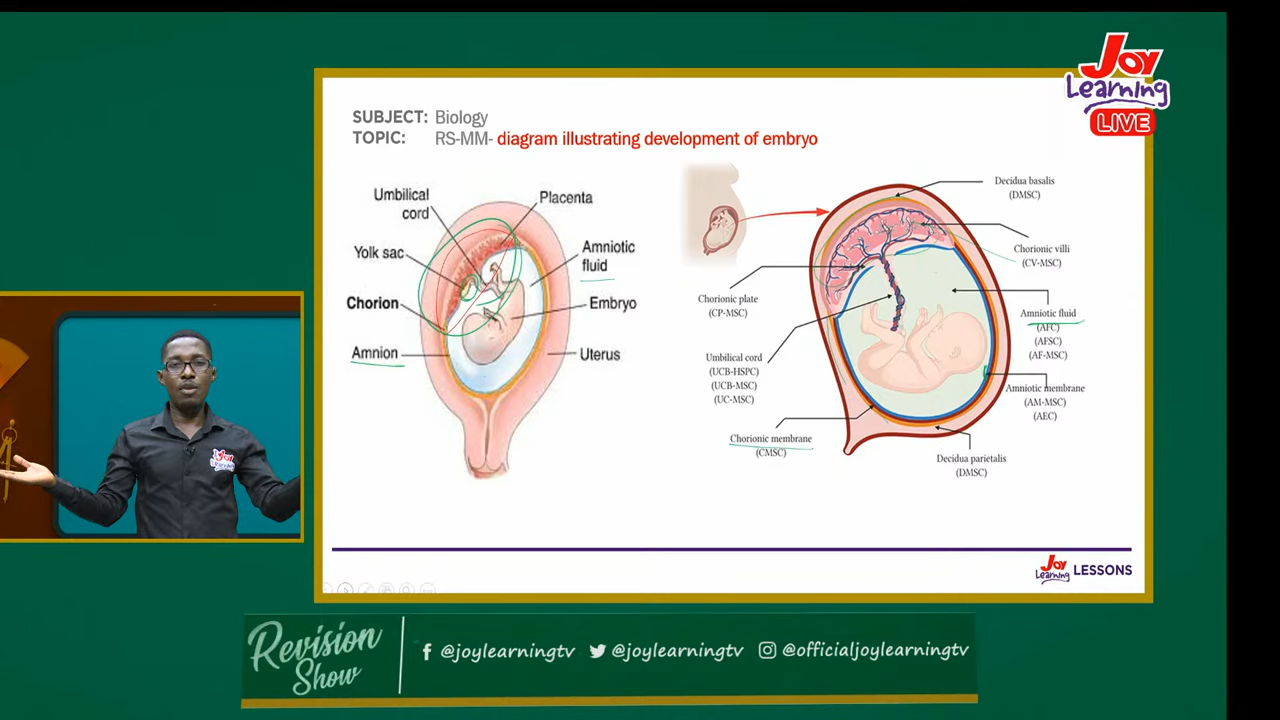 Joy
Learning
LIVE
SUBJECT: Biology
TOPIC: RS-MM- diagram illustrating development of embryo
Umbilical
cord
Placenta
Yolk sac
Amniotic
fluid
Chorion
Embryo
Amnion
Uterus
Decidua basalis
(DMSC)
Chorionic villi
(CV-MSC)
Chorionic plate
(CP-MSC)
Amniotic fluid
(AFC)
(AFSC)
(AF-MSC)
Umbilical cord
(UCB-HSPC)
(UCB-MSC)
(UC-MSC)
Amniotic membrane
(AM-MSC)
(AEC)
Chorionic membrane
(CMSC)
Decidua parietalis
(DMSC)
Joy
Learning
LESSONS
Revision
Show
@joylearningtv
@joylearningtv
@officialjoylearningtv